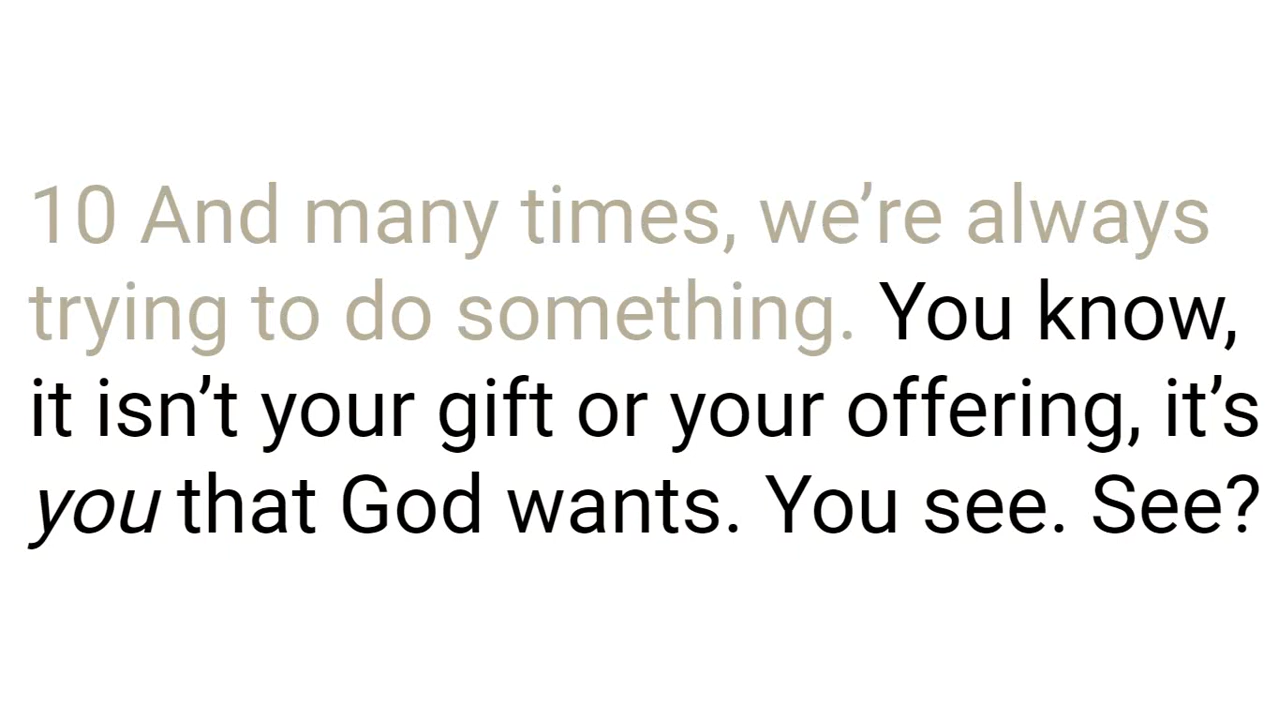 10 And many times, we’re always
trying to do something. You know,
it isn’t your gift or your offering, it’s
you that God wants. You see. See?